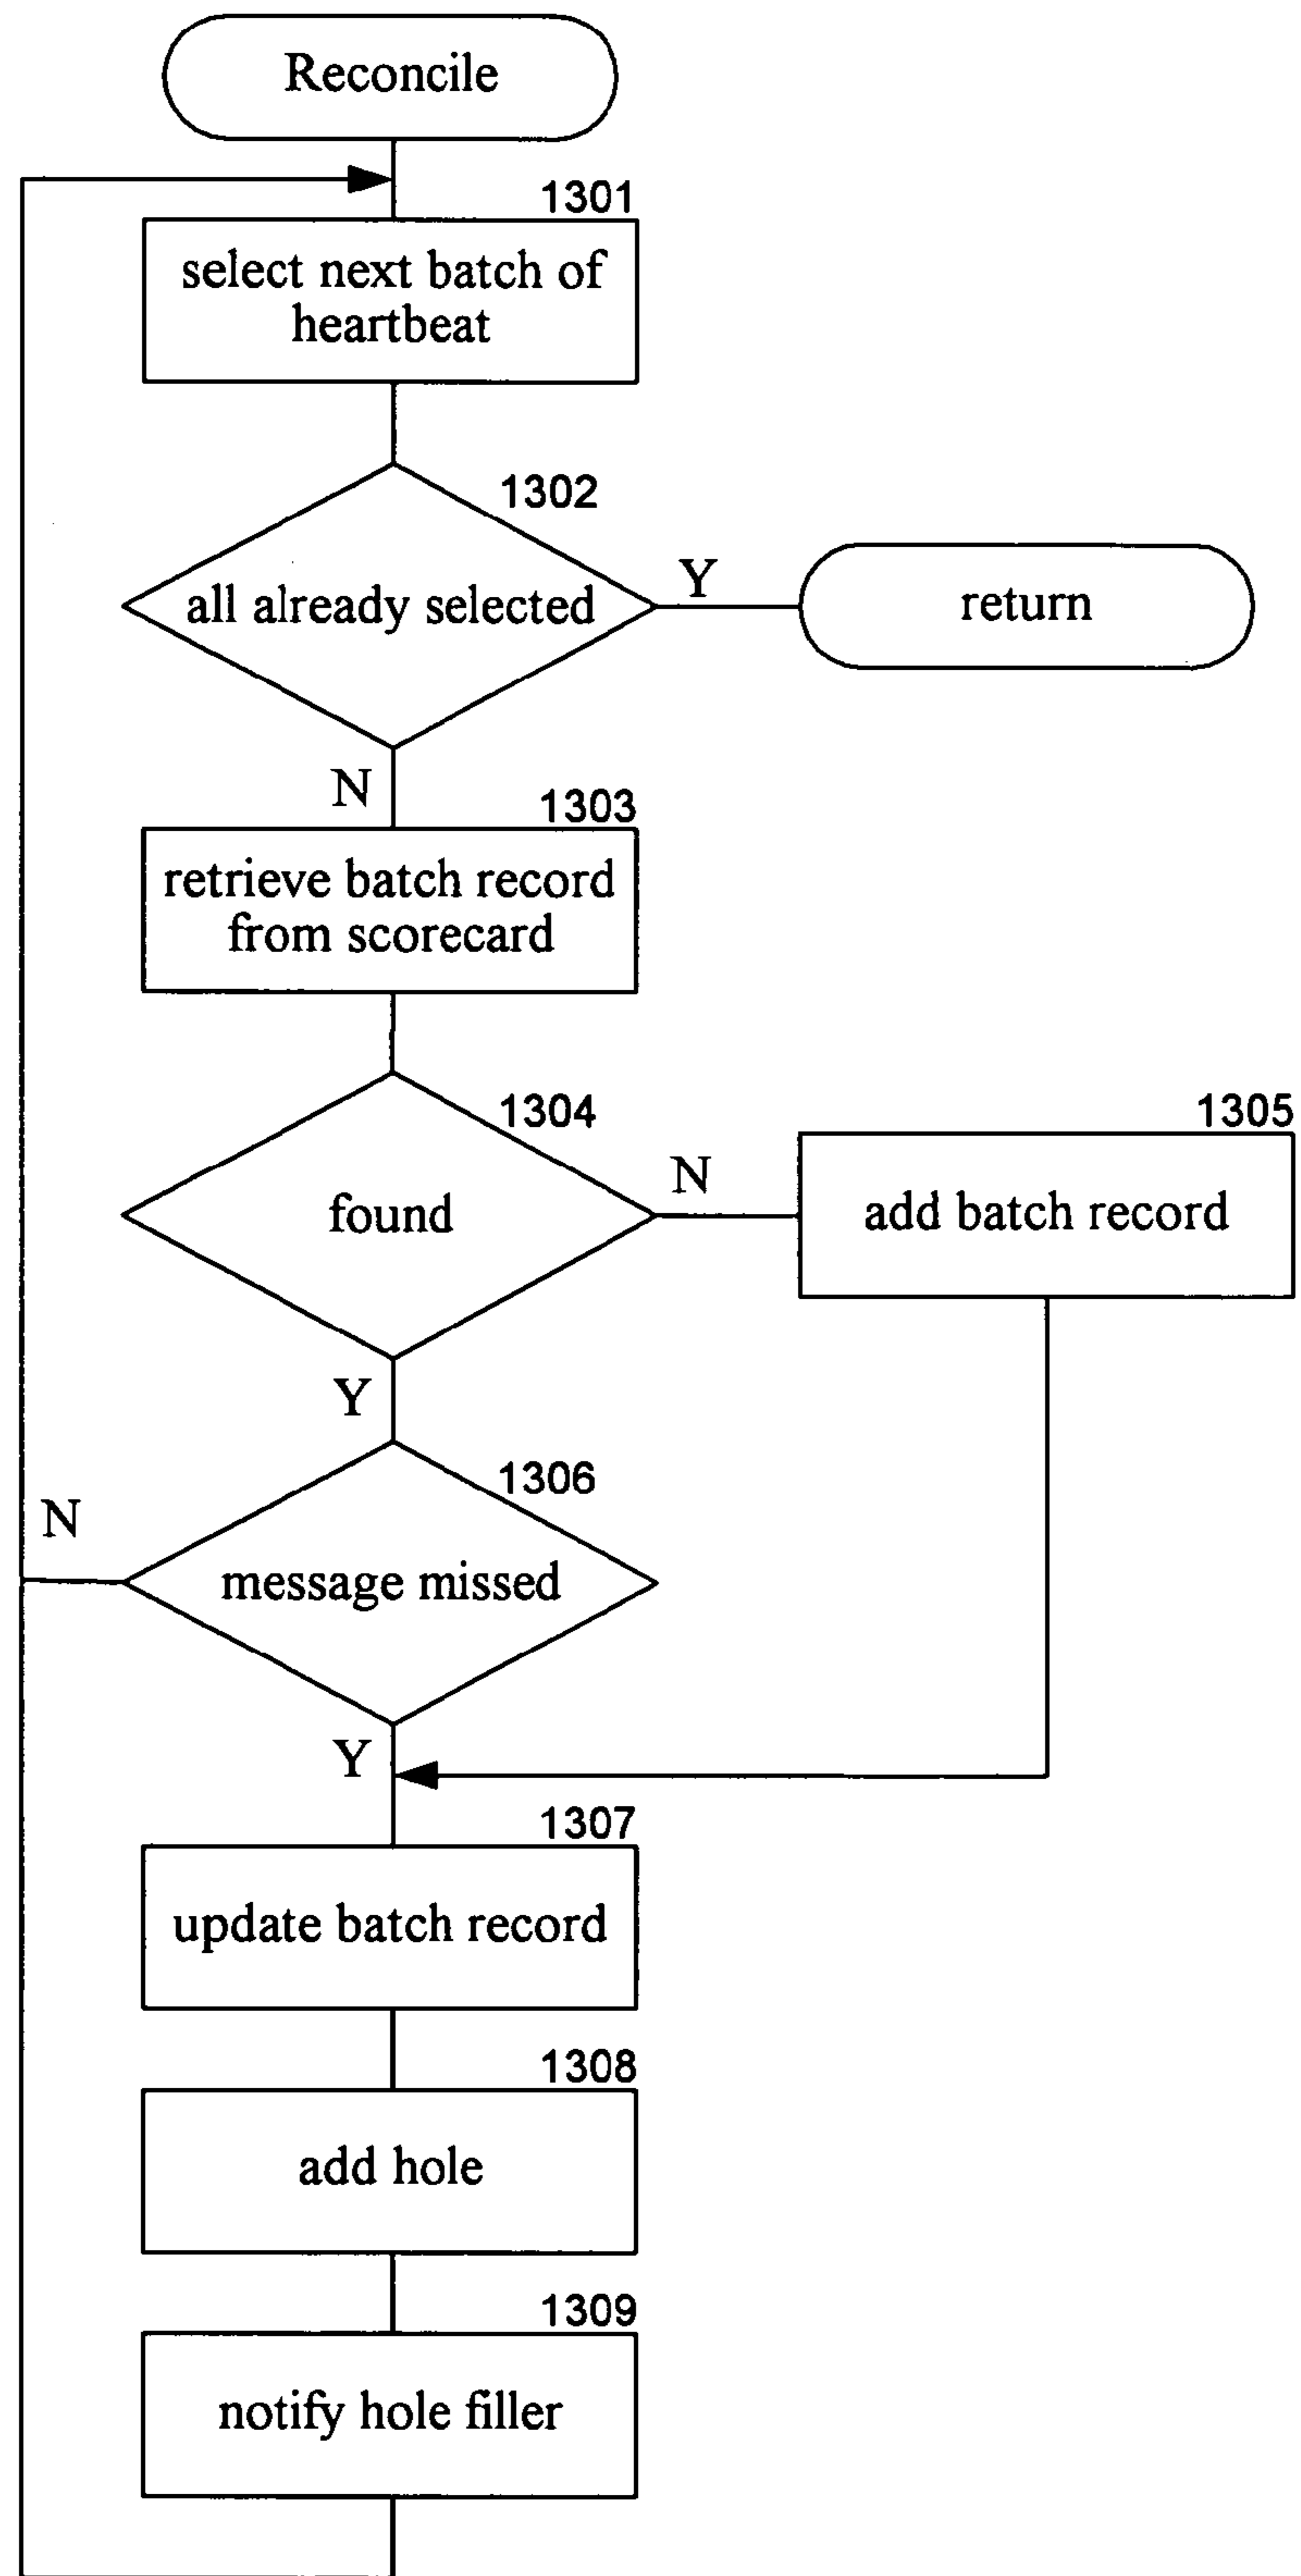 Reconcile
1301
select next batch of
heartbeat
1302
all already selected
Y
return
N
1303
retrieve batch record
from scorecard
1304
found
N
1305
add batch record
Y
1306
N
message missed
Y
1307
update batch record
1308
add hole
1309
notify hole filler